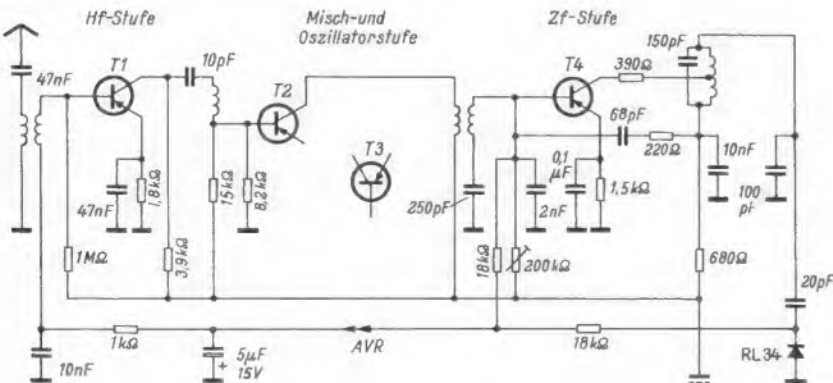 Hf-Stufe
Misch-und
Oszillatorstufe
Zf-Stufe
47nF
T1
10pF
T2
T3
T4
390Ω
150pF
68pF
220Ω
10nF
100
pf
47nF
1,8kΩ
3,9kΩ
15kΩ
8,2kΩ
250pF
0,1
µF
2nF
1,5kΩ
1MΩ
18kΩ
200kΩ
680Ω
20pF
1kΩ
5µF
+ 15V
AVR
18kΩ
RL34
10nF